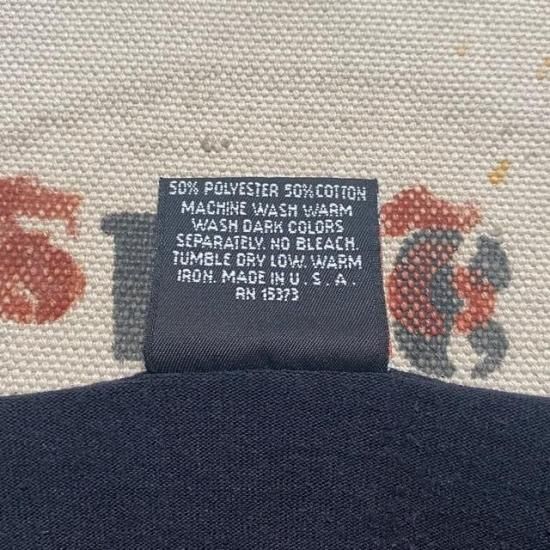 50% POLYESTER 50% COTTON
MACHINE WASH WARM
WASH DARK COLORS
SEPARATELY. NO BLEACH.
TUMBLE DRY LOW. WARM
IRON. MADE IN U.S.A.
RN 15373